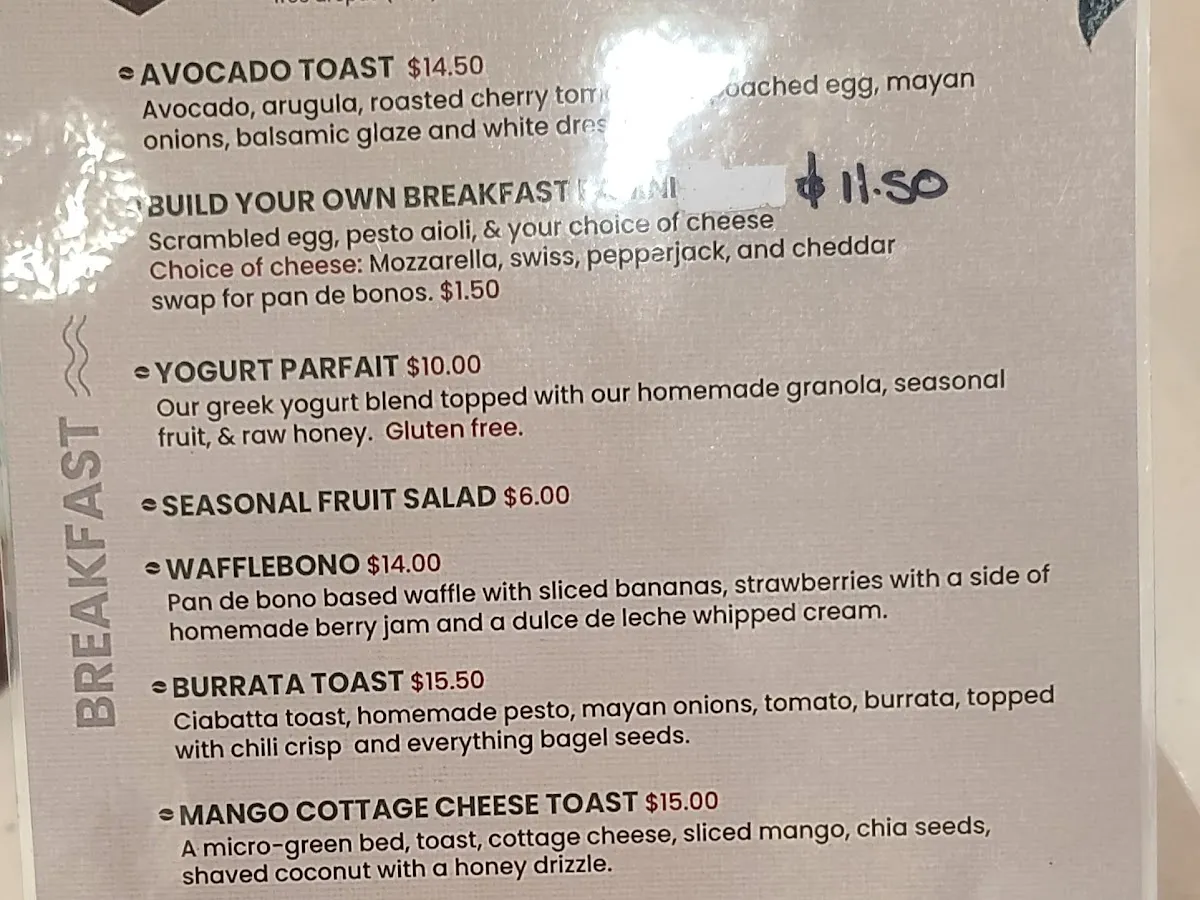 AVOCADO TOAST $14.50
Avocado, arugula, roasted cherry egg, mayan
onions, balsamic glaze and white
BUILD YOUR OWN BREAKFAST $11.50
Scrambled egg, pesto aioli, & your choice of cheese
Choice of cheese: Mozzarella, swiss, pepperjack, and cheddar
swap for pan de bonos. $1.50
YOGURT PARFAIT $10.00
Our greek yogurt blend topped with our homemade granola, seasonal
fruit, & raw honey. Gluten free.
SEASONAL FRUIT SALAD $6.00
WAFFLEBONO $14.00
Pan de bono based waffle with sliced bananas, strawberries with a side of
homemade berry jam and a dulce de leche whipped cream.
BURRATA TOAST $15.50
Ciabatta toast, homemade pesto, mayan onions, tomato, burrata, topped
with chili crisp and everything bagel seeds.
MANGO COTTAGE CHEESE TOAST $15.00
A micro-green bed, toast, cottage cheese, sliced mango, chia seeds,
shaved coconut with a honey drizzle.
BREAKFAST